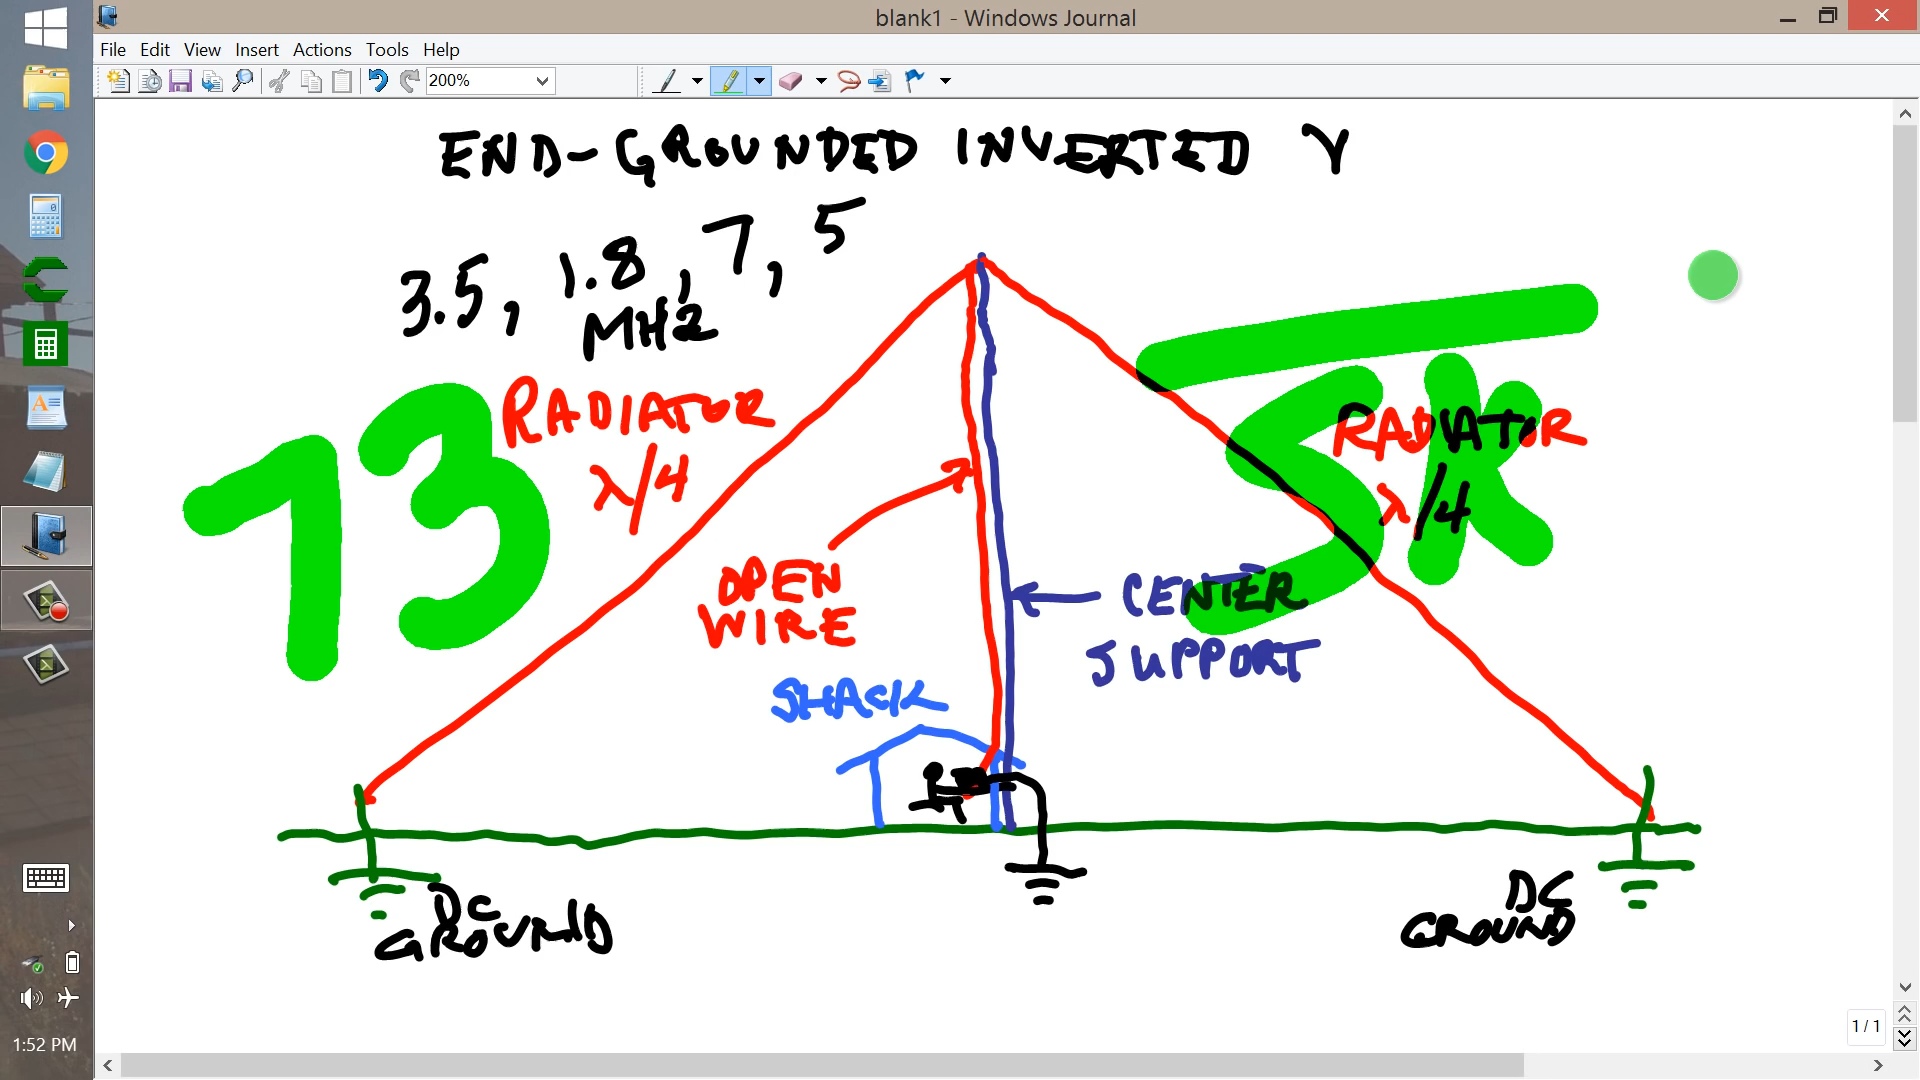 blank1 - Windows Journal
File Edit View Insert Actions Tools Help
200%
END-GROUNDED INVERTED V
3.5, 1.8, 7, 5
MHZ
73
SK
RADIATOR
λ/4
RADIATOR
λ/4
OPEN
WIRE
CENTER
SUPPORT
SHACK
DC
GROUND
DC
GROUND
1 / 1
1:52 PM